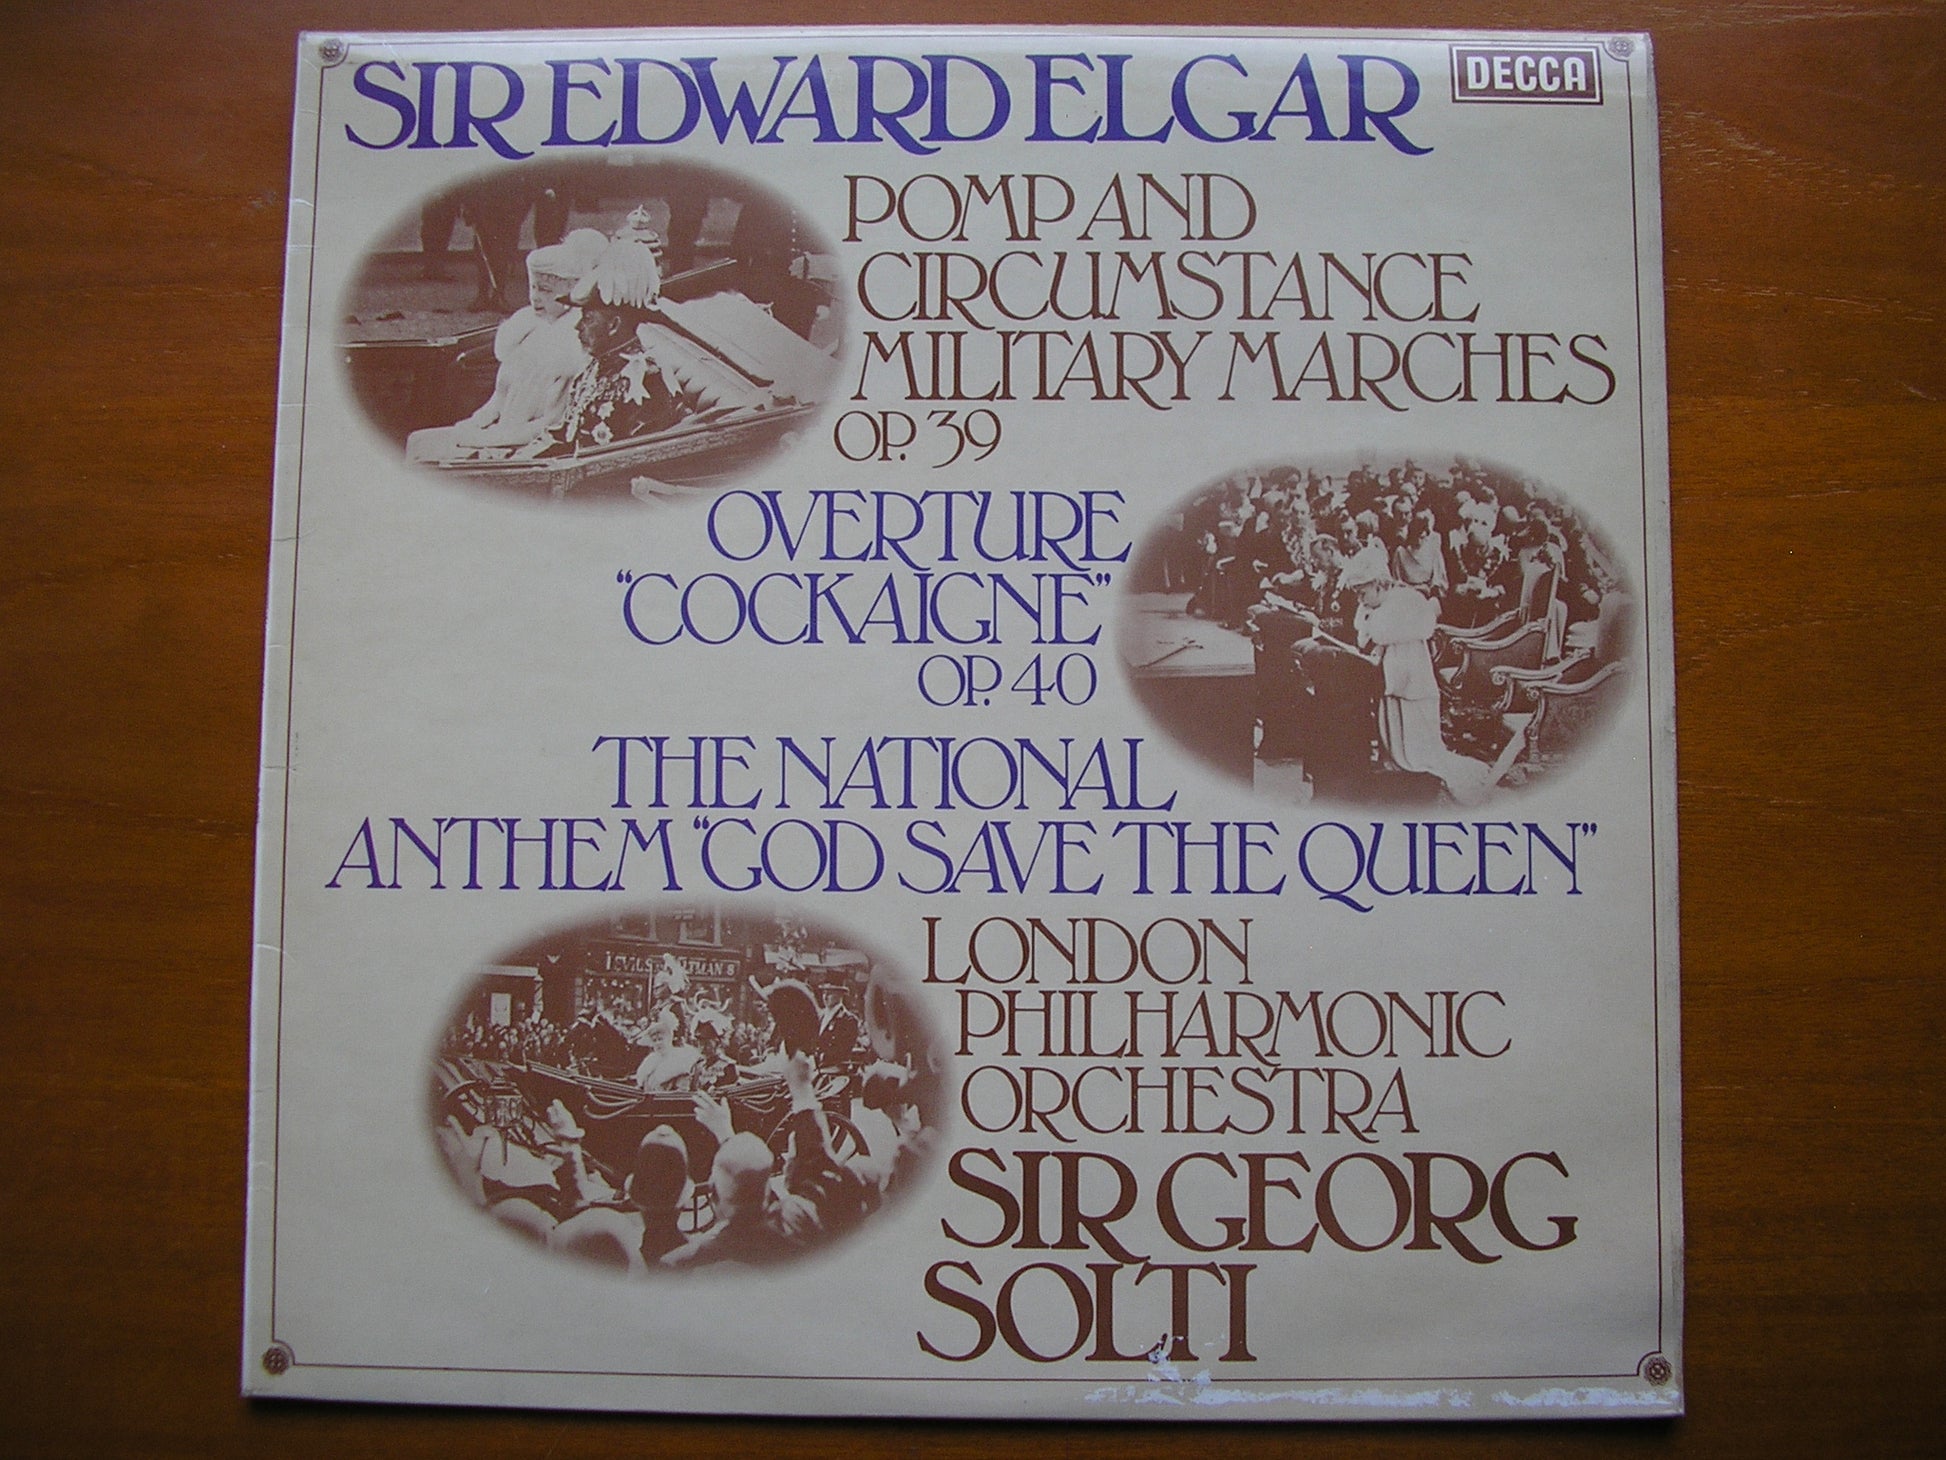 SIR EDWARD ELGAR
DECCA
POMP AND
CIRCUMSTANCE
MILITARY MARCHES
OP. 39
OVERTURE
"COCKAIGNE"
OP. 40
THE NATIONAL
ANTHEM "GOD SAVE THE QUEEN"
LONDON
PHILHARMONIC
ORCHESTRA
SIR GEORG
SOLTI